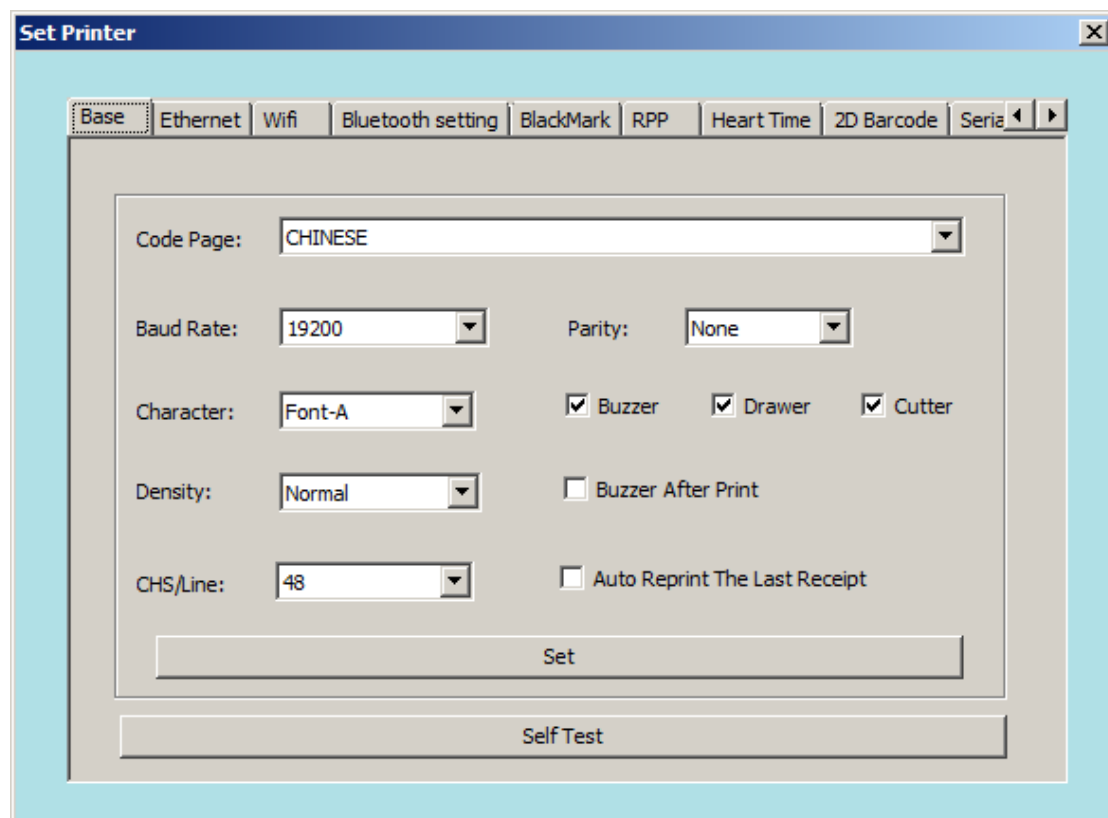 Set Printer
Base Ethernet Wifi Bluetooth setting BlackMark RPP Heart Time 2D Barcode Seria
Code Page: CHINESE
Baud Rate: 19200 Parity: None
Character: Font-A Buzzer Drawer Cutter
Density: Normal Buzzer After Print
CHS/Line: 48 Auto Reprint The Last Receipt
Set
Self Test